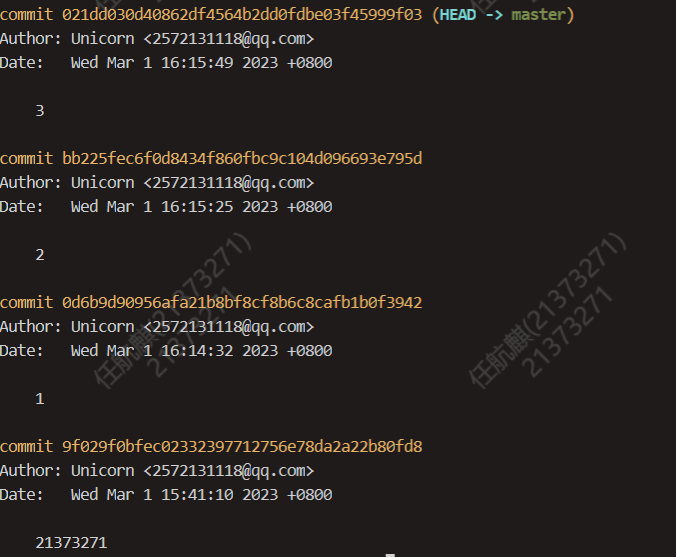 commit 021dd030d40862df4564b2dd0fdbe03f45999f03 (HEAD -> master)
Author: Unicorn <2572131118@qq.com>
Date:   Wed Mar 1 16:15:49 2023 +0800
3
commit bb225fec6f0d8434f860fbc9c104d096693e795d
Author: Unicorn <2572131118@qq.com>
Date:   Wed Mar 1 16:15:25 2023 +0800
2
commit 0d6b9d90956afa21b8bf8cf8b6c8cafb1b0f3942
Author: Unicorn <2572131118@qq.com>
Date:   Wed Mar 1 16:14:32 2023 +0800
1
commit 9f029f0bfec02332397712756e78da2a22b80fd8
Author: Unicorn <2572131118@qq.com>
Date:   Wed Mar 1 15:41:10 2023 +0800
21373271
任航麒(21373271)
21373271
任航麒(21373271)
21373271